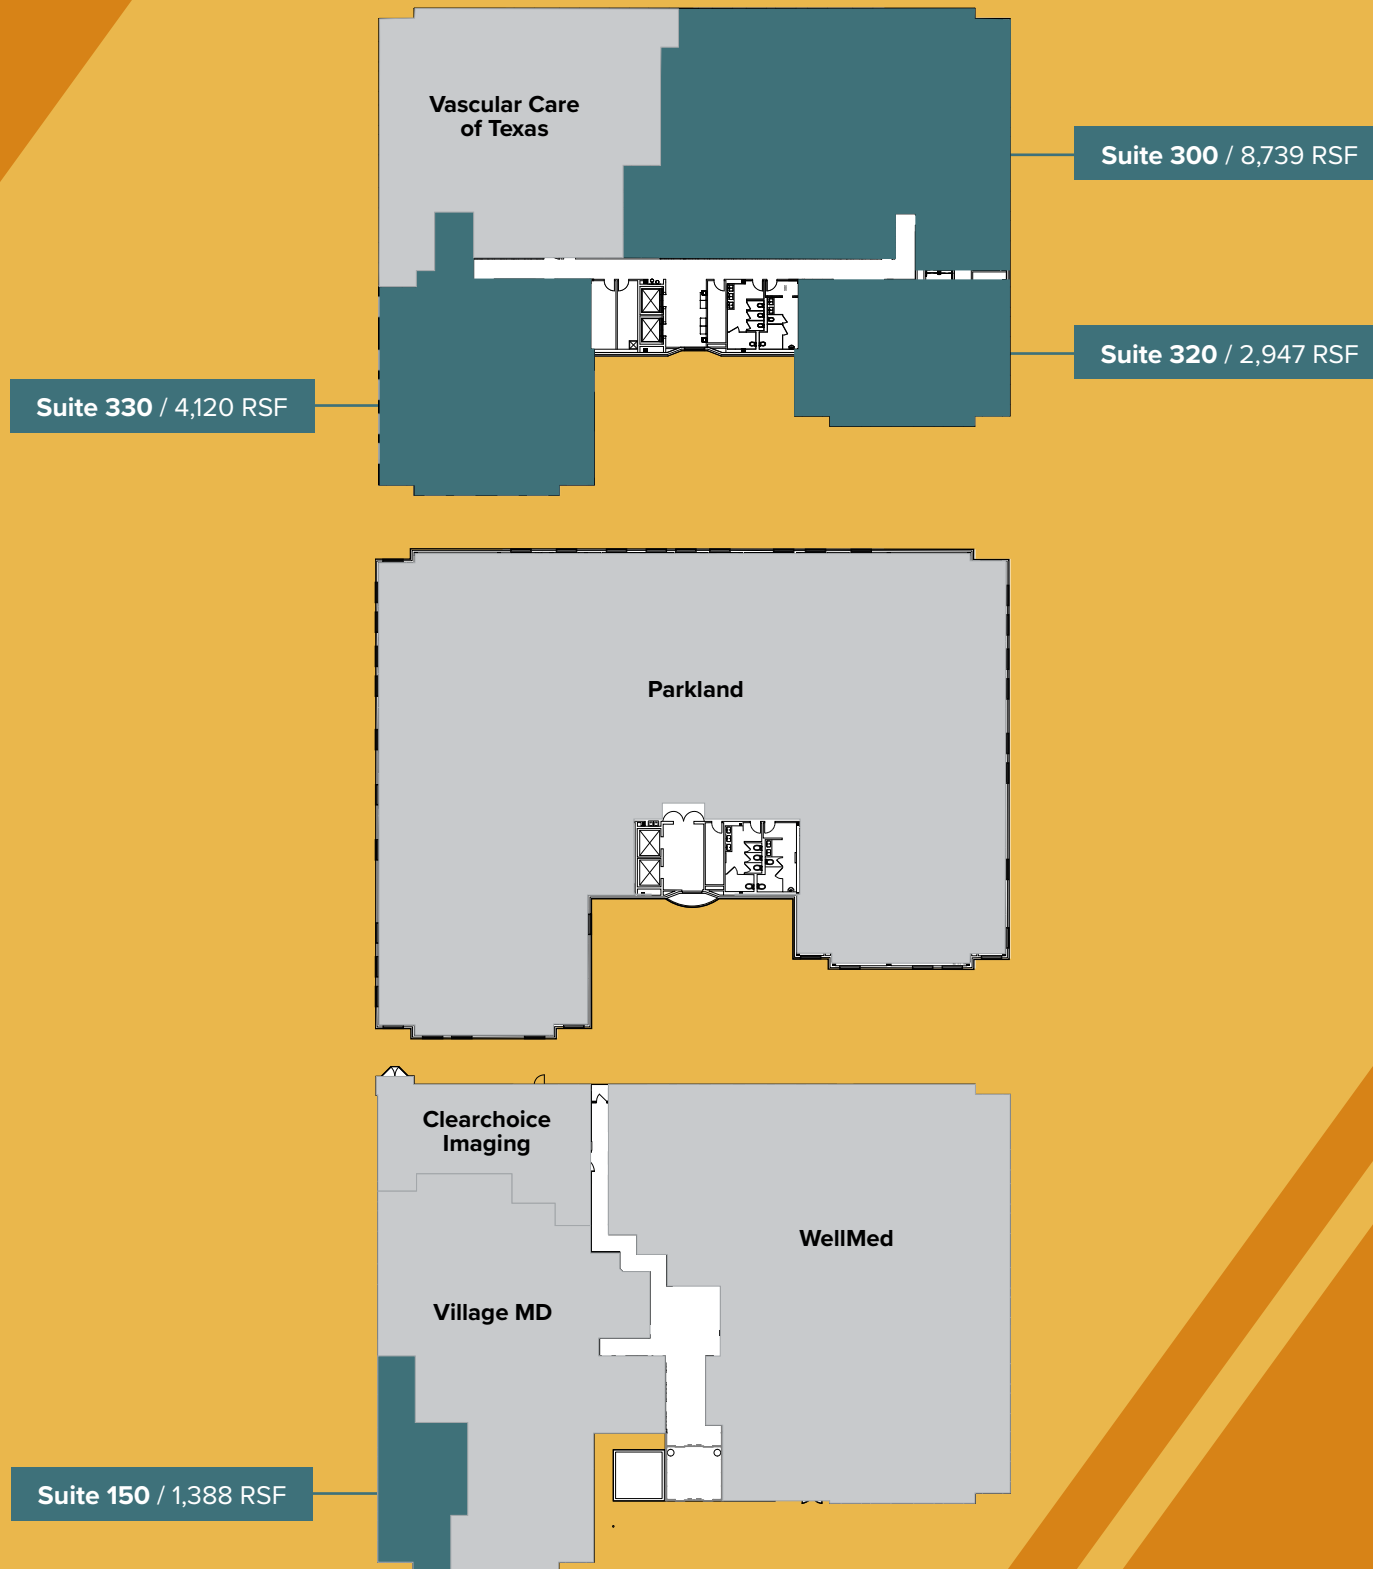 Vascular Care
of Texas
Suite 300 / 8,739 RSF
Suite 320 / 2,947 RSF
Suite 330 / 4,120 RSF
Parkland
Clearchoice
Imaging
WellMed
Village MD
Suite 150 / 1,388 RSF